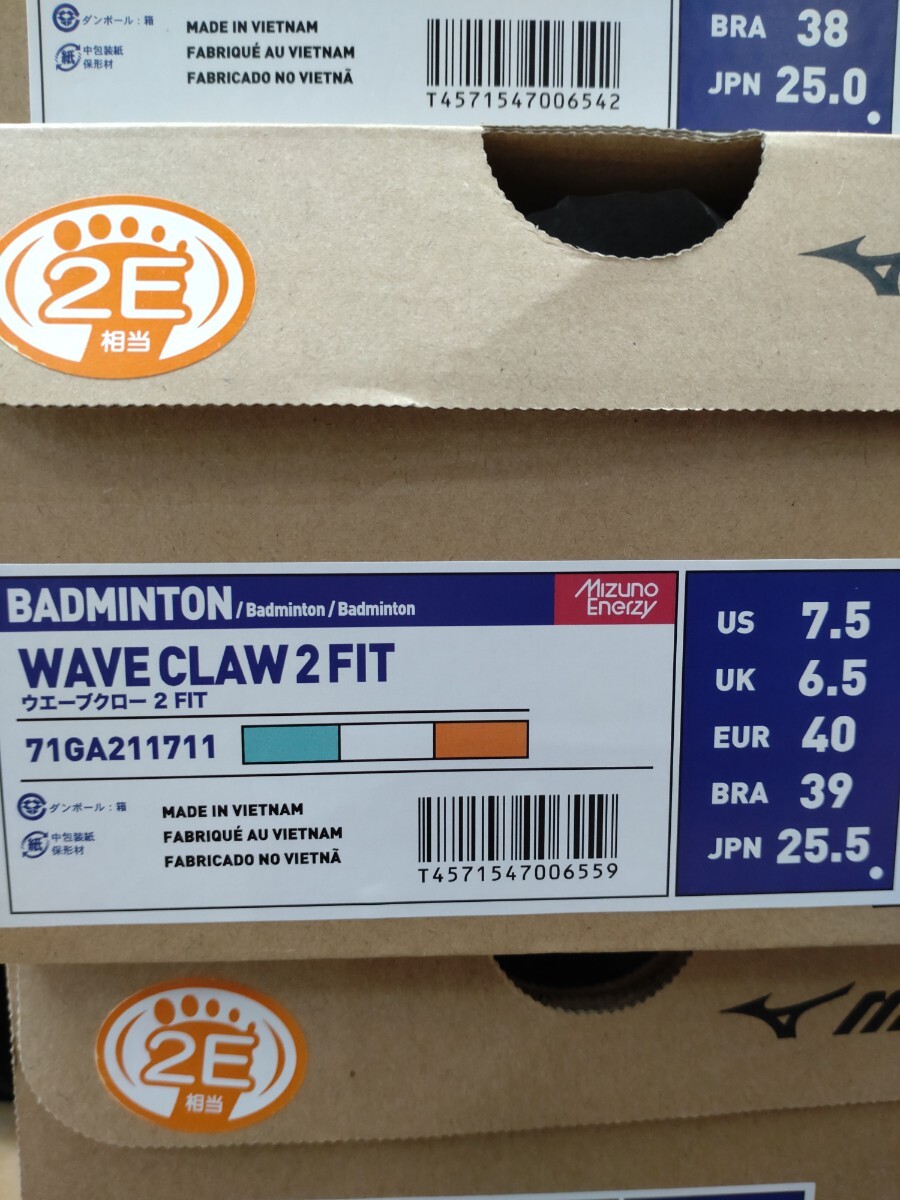 ダンボール：箱
紙
中包装紙
保形材
MADE IN VIETNAM
FABRIQUÉ AU VIETNAM
FABRICADO NO VIETNÃ
T4571547006542
BRA 38
JPN 25.0
2E
相当
BADMINTON / Badminton / Badminton
Mizuno
Enerzy
WAVE CLAW 2 FIT
ウエーブクロー 2 FIT
71GA211711
ダンボール：箱
紙
中包装紙
保形材
MADE IN VIETNAM
FABRIQUÉ AU VIETNAM
FABRICADO NO VIETNÃ
T4571547006559
US 7.5
UK 6.5
EUR 40
BRA 39
JPN 25.5
2E
相当